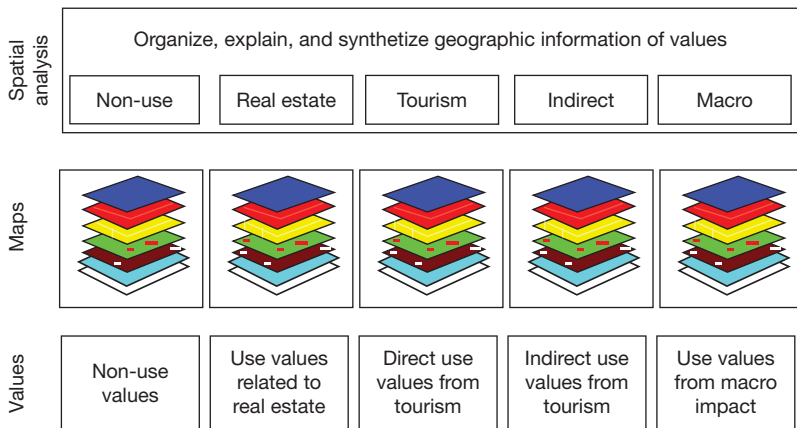 Spatial
analysis
Organize, explain, and synthetize geographic information of values
Non-use
Real estate
Tourism
Indirect
Macro
Maps
Values
Non-use
values
Use values
related to
real estate
Direct use
values from
tourism
Indirect use
values from
tourism
Use values
from macro
impact